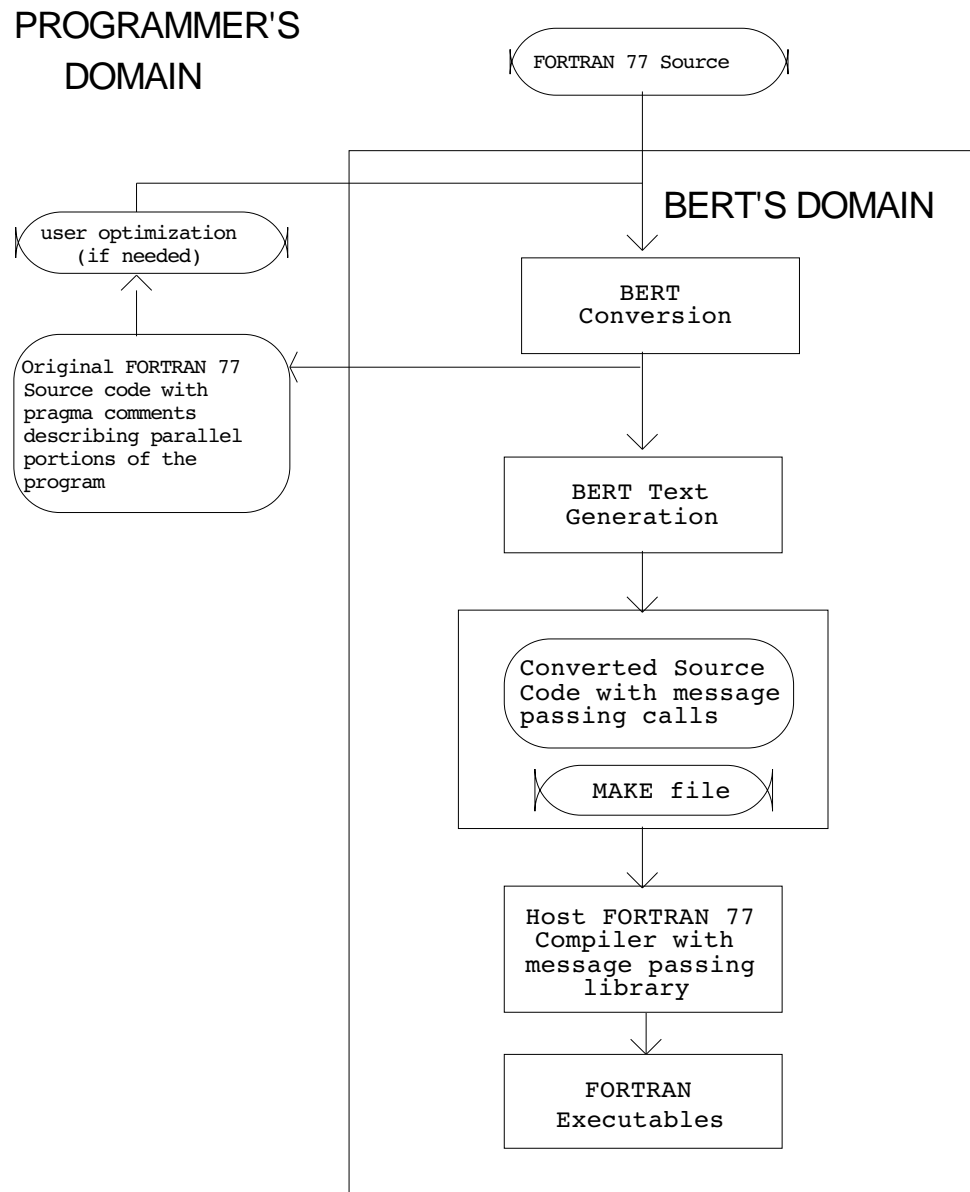 PROGRAMMER'S
DOMAIN
FORTRAN 77 Source
BERT'S DOMAIN
user optimization
(if needed)
BERT
Conversion
Original FORTRAN 77
Source code with
pragma comments
describing parallel
portions of the
program
BERT Text
Generation
Converted Source
Code with message
passing calls
MAKE file
Host FORTRAN 77
Compiler with
message passing
library
FORTRAN
Executables